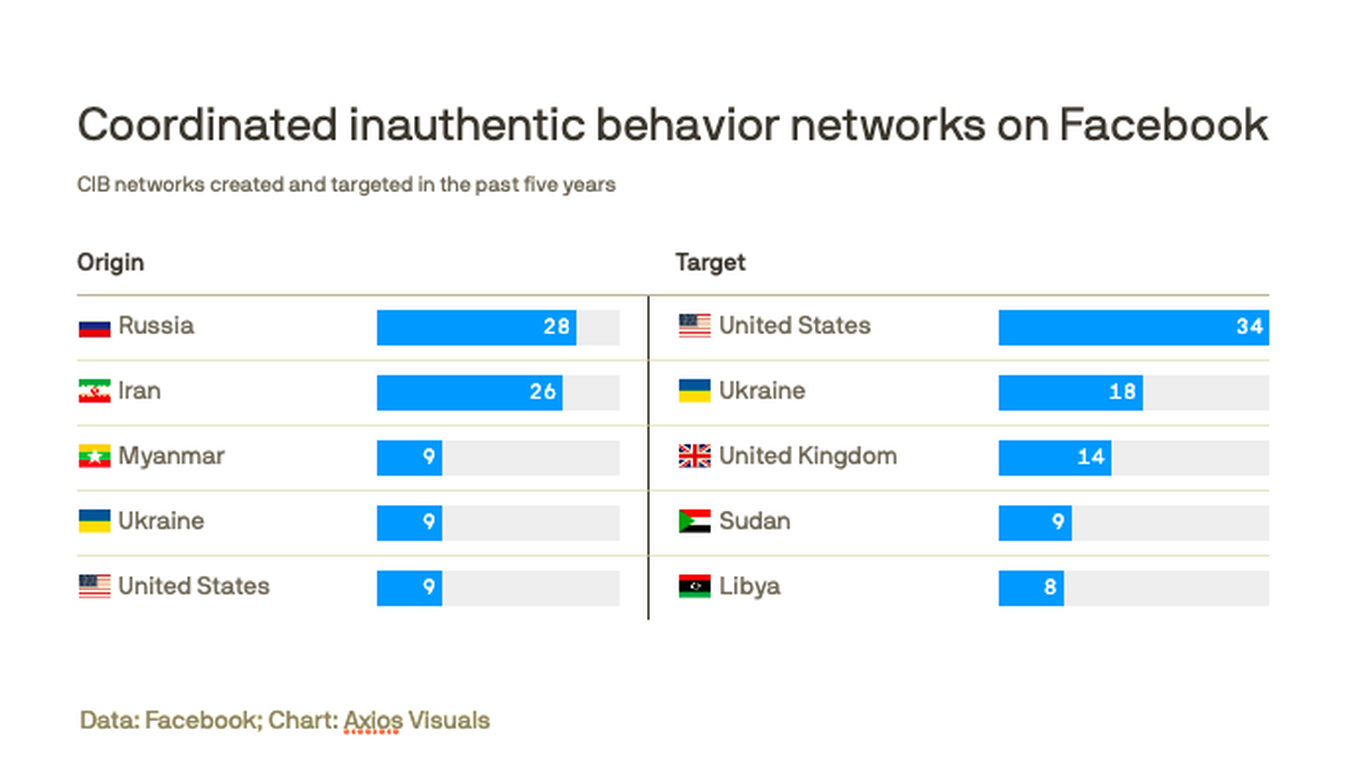 Coordinated inauthentic behavior networks on Facebook
CIB networks created and targeted in the past five years
Origin Target
Russia 28 United States 34
Iran 26 Ukraine 18
Myanmar 9 United Kingdom 14
Ukraine 9 Sudan 9
United States 9 Libya 8
Data: Facebook; Chart: Axios Visuals